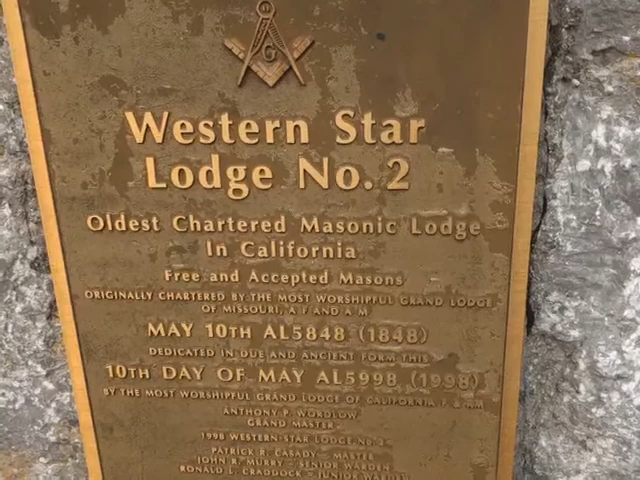 G
Western Star
Lodge No. 2
Oldest Chartered Masonic Lodge
In California
Free and Accepted Masons
ORIGINALLY CHARTERED BY THE MOST WORSHIPFUL GRAND LODGE
OF MISSOURI, A F AND A M
MAY 10TH AL5848 (1848)
DEDICATED IN DUE AND ANCIENT FORM THIS
10TH DAY OF MAY AL5998 (1998)
BY THE MOST WORSHIPFUL GRAND LODGE OF CALIFORNIA F & AM
ANTHONY P. WORDLOW
GRAND MASTER
1998 WESTERN STAR LODGE NO. 2
PATRICK R. CASADY - MASTER
JOHN R. MURRY - SENIOR WARDEN
RONALD L. CRADDOCK - JUNIOR WARDEN